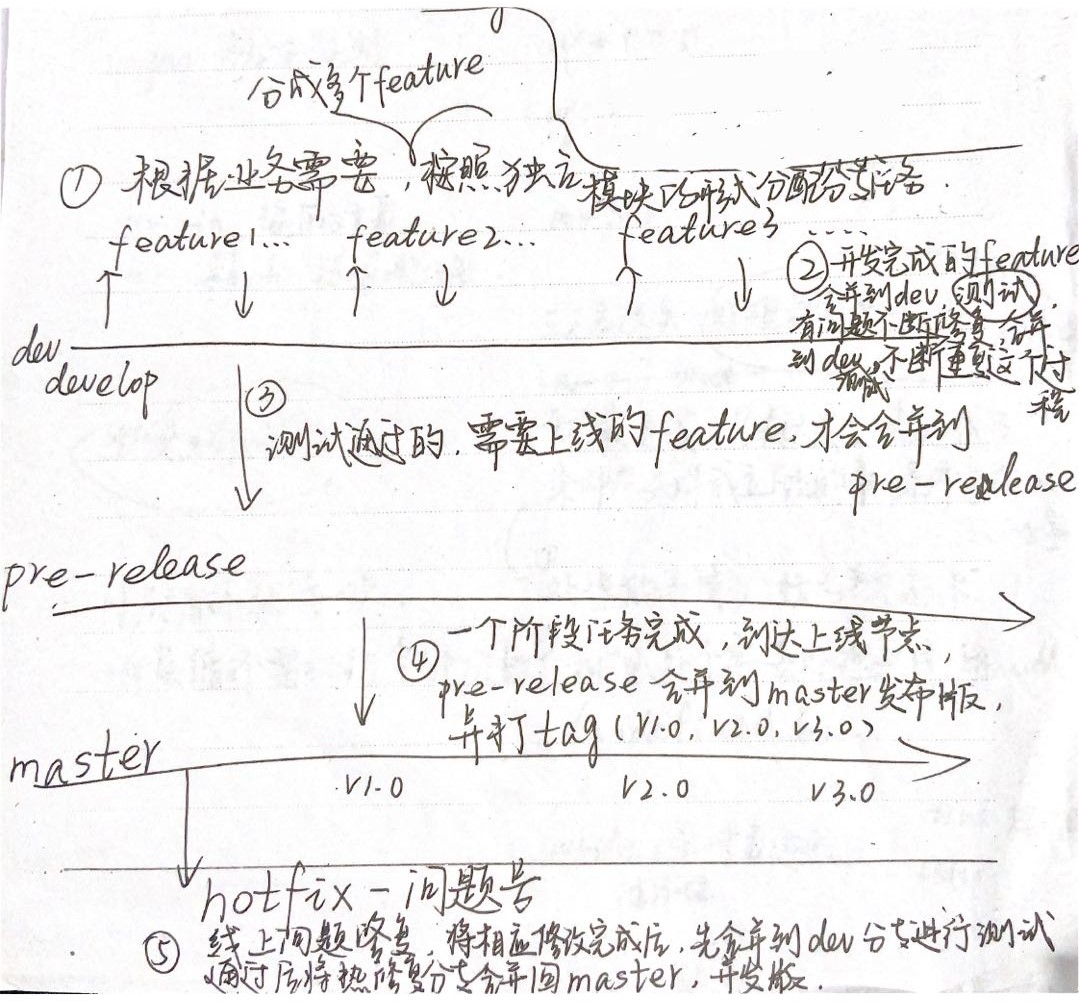 分成多个feature
① 根据业务需要，按照独立模块的形式分配分支任务.
feature1... feature2... feature3 ....
②开发完成的feature
合并到dev,测试,
有问题不断修复,合并
到dev,不断重复这个过
测试
程
dev
develop
③
测试通过的,需要上线的feature,才会合并到
pre-release
pre-release
④ 一个阶段任务完成,到达上线节点,
pre-release 合并到master发布版,
并打tag(V1.0, V2.0, V3.0)
master
V1.0 V2.0 V3.0
hotfix-问题号
⑤ 线上问题修复,将相应修改完成后,先合并到dev分支进行测试
通过后将热修复分支合并回master,并发版.